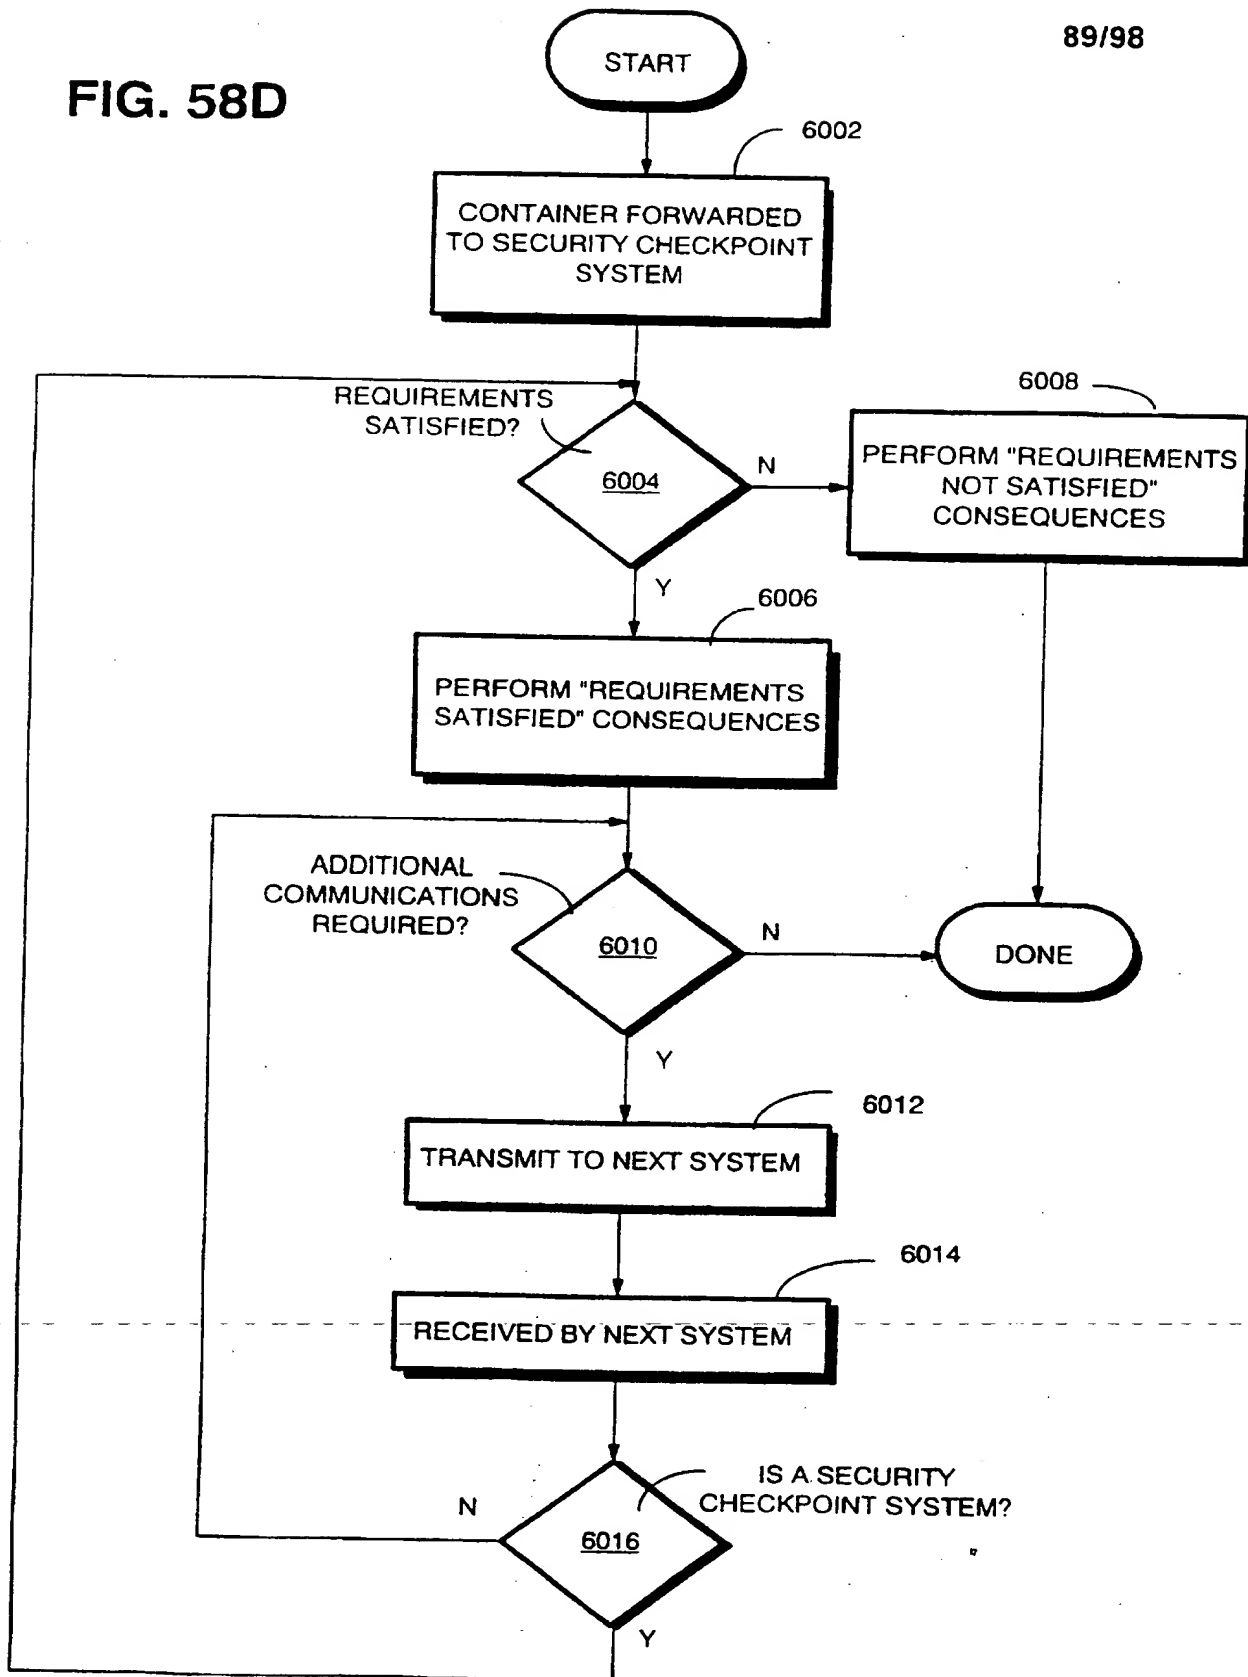 89/98
FIG. 58D
START
6002
CONTAINER FORWARDED
TO SECURITY CHECKPOINT
SYSTEM
REQUIREMENTS
SATISFIED?
6004
N
Y
6008
PERFORM "REQUIREMENTS
NOT SATISFIED"
CONSEQUENCES
6006
PERFORM "REQUIREMENTS
SATISFIED" CONSEQUENCES
ADDITIONAL
COMMUNICATIONS
REQUIRED?
6010
N
DONE
Y
6012
TRANSMIT TO NEXT SYSTEM
6014
RECEIVED BY NEXT SYSTEM
IS A SECURITY
CHECKPOINT SYSTEM?
N
6016
Y